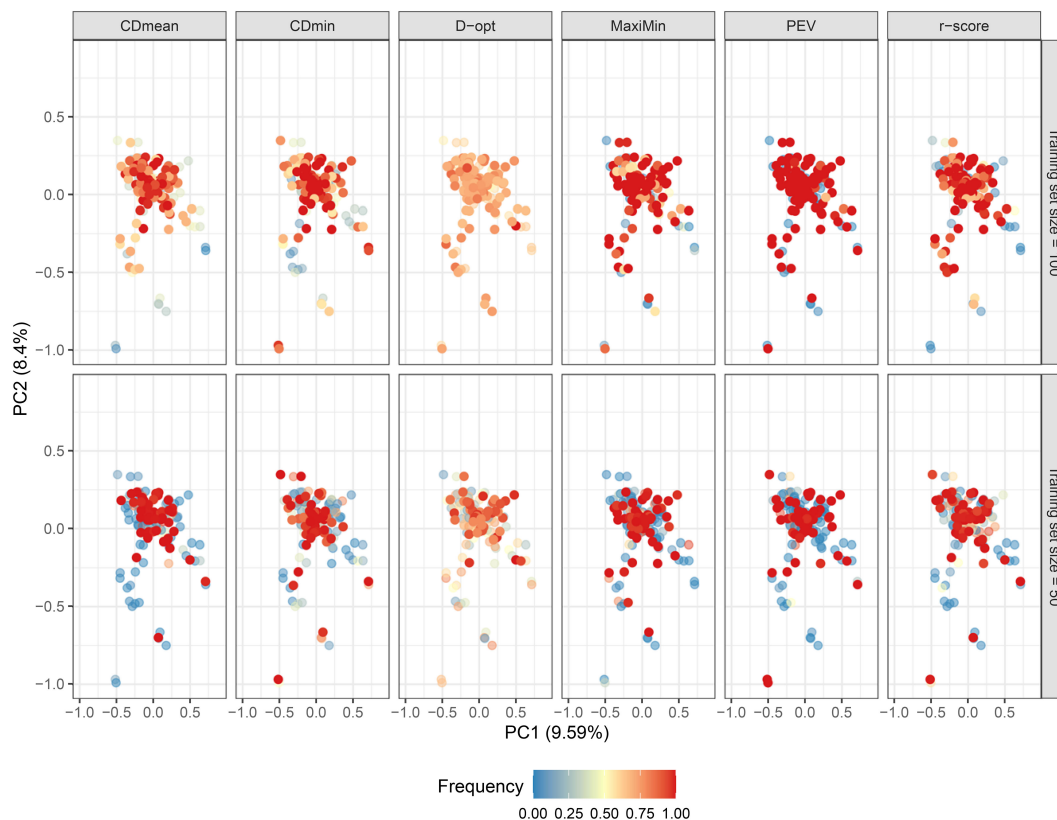 CDmean CDmin D−opt MaxiMin PEV r−score
0.5
0.0
−0.5
−1.0
Training set size = 100
0.5
0.0
−0.5
−1.0
Training set size = 50
PC2 (8.4%)
−1.0 −0.5 0.0 0.5 −1.0 −0.5 0.0 0.5 −1.0 −0.5 0.0 0.5 −1.0 −0.5 0.0 0.5 −1.0 −0.5 0.0 0.5 −1.0 −0.5 0.0 0.5
PC1 (9.59%)
Frequency
0.00 0.25 0.50 0.75 1.00